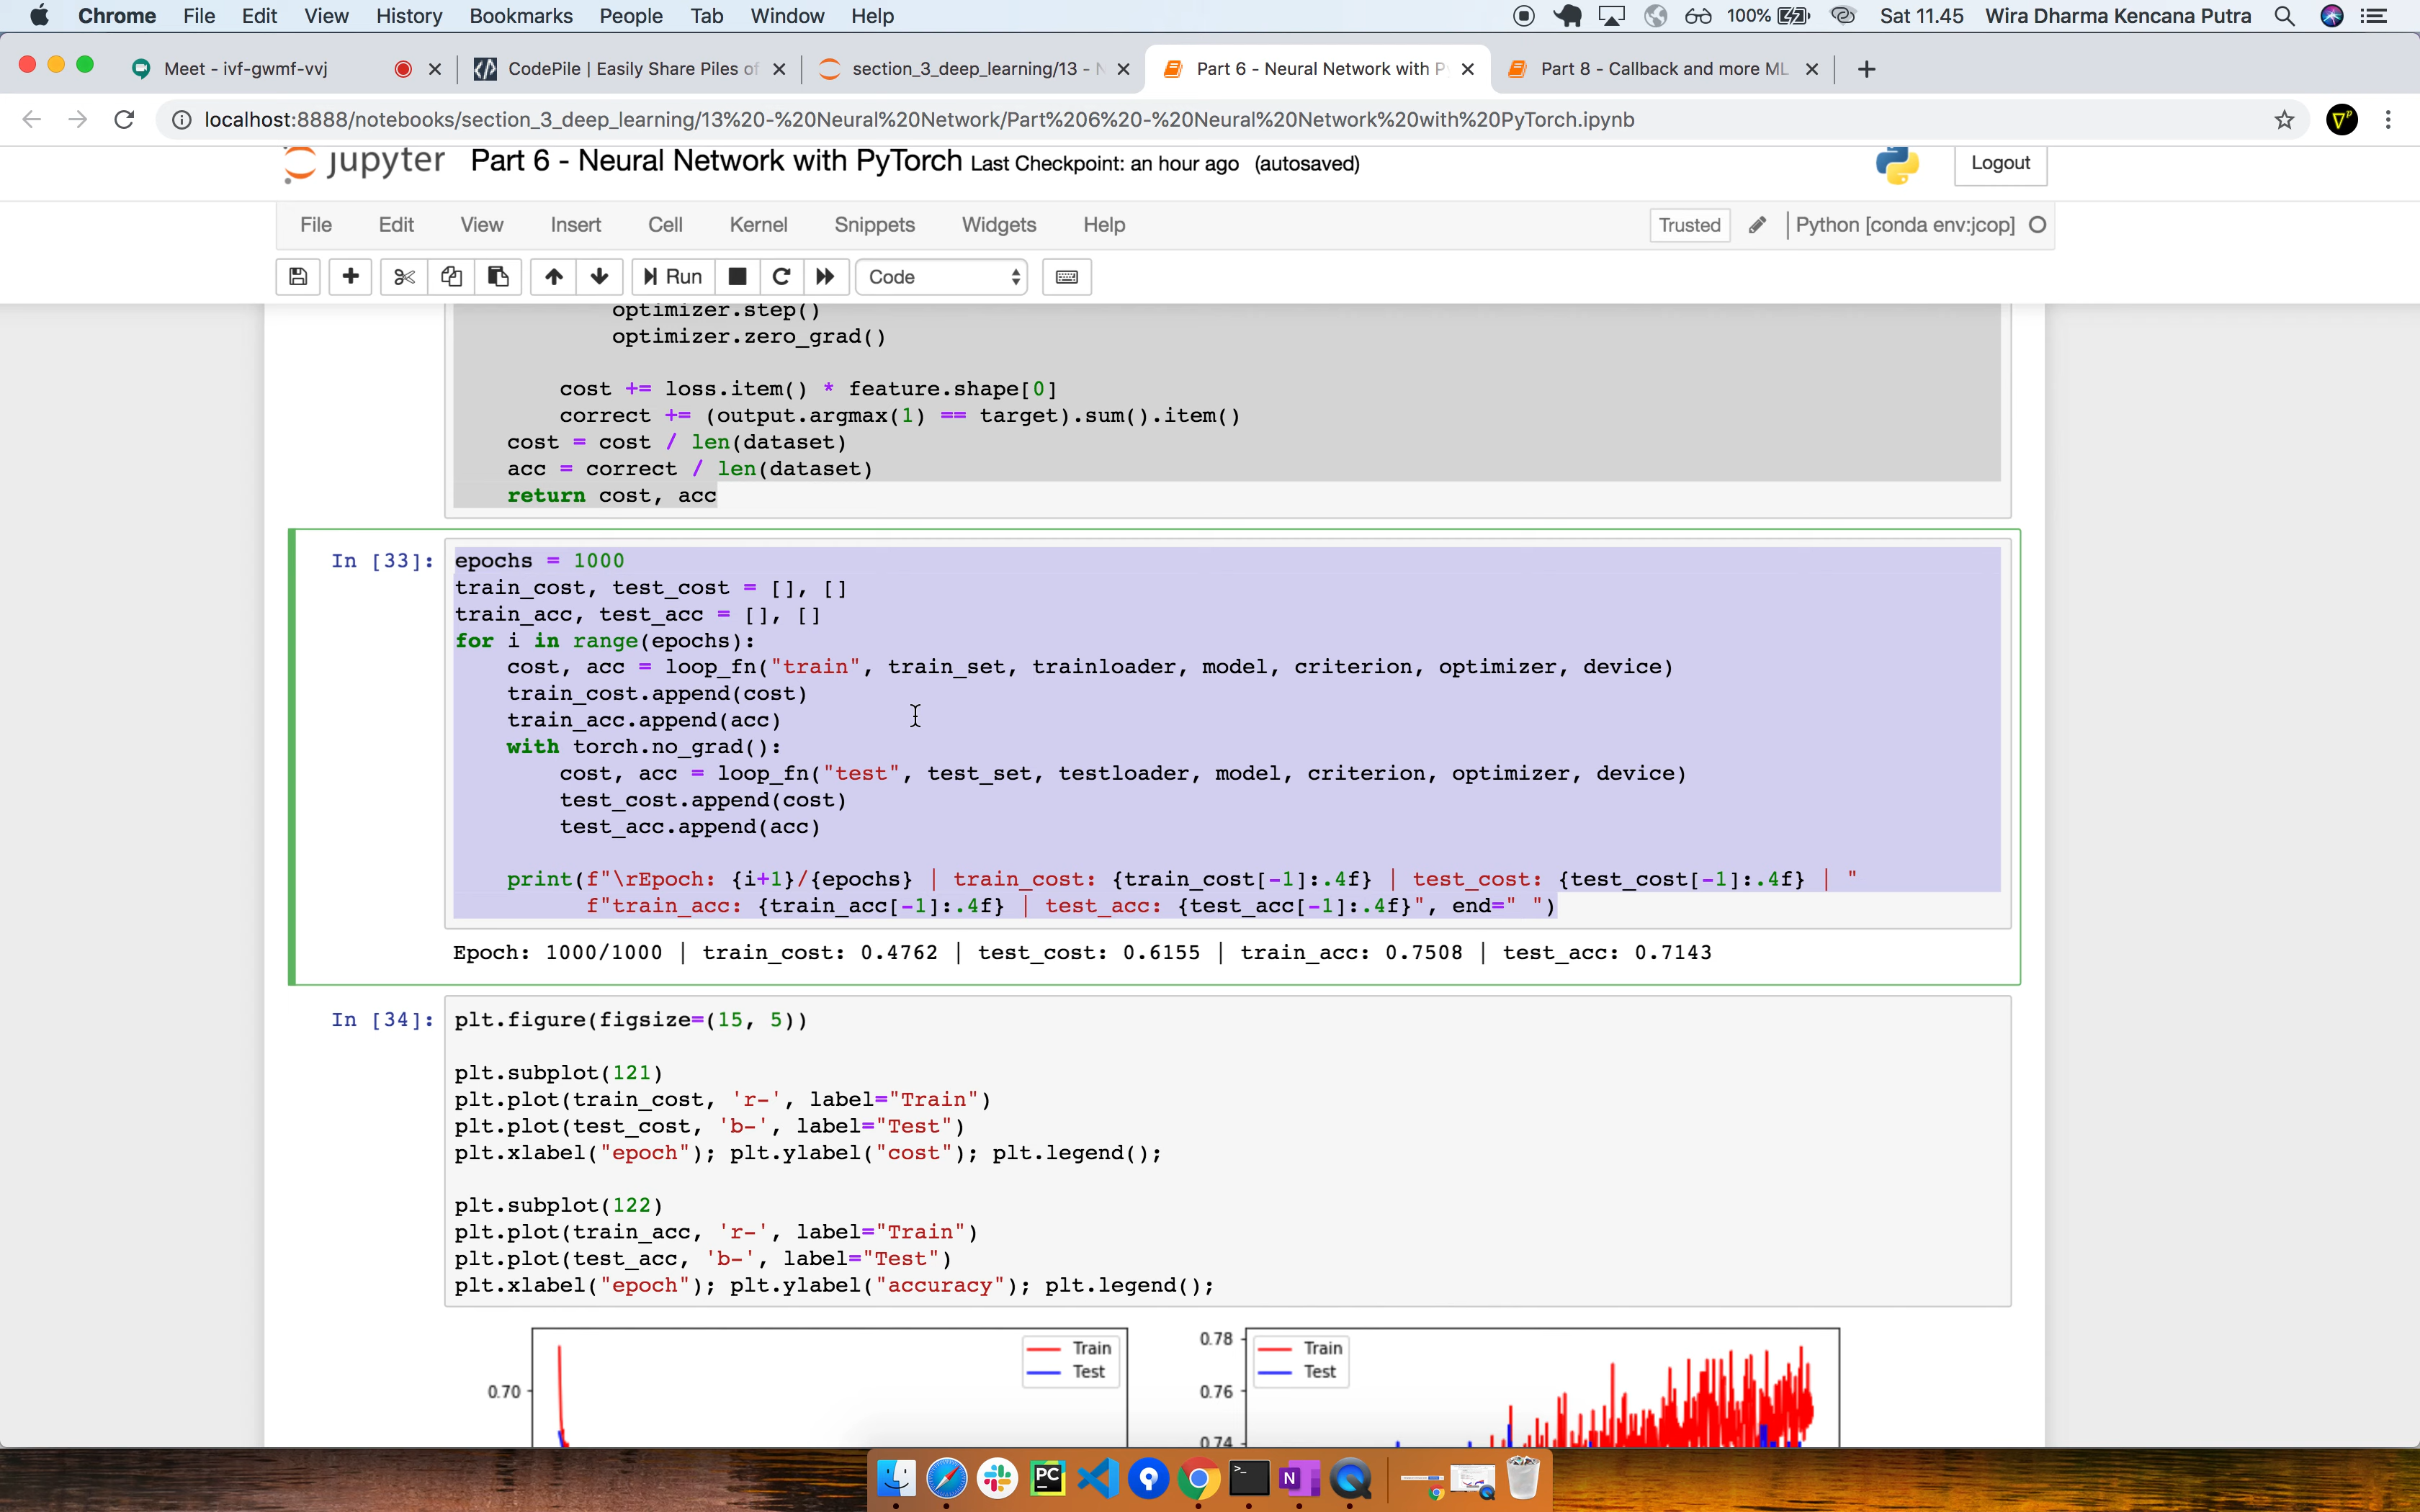 Chrome File Edit View History Bookmarks People Tab Window Help 100% Sat 11.45 Wira Dharma Kencana Putra
Meet - ivf-gwmf-vvj CodePile | Easily Share Piles of section_3_deep_learning/13 - N Part 6 - Neural Network with P Part 8 - Callback and more ML
localhost:8888/notebooks/section_3_deep_learning/13%20-%20Neural%20Network/Part%206%20-%20Neural%20Network%20with%20PyTorch.ipynb
jupyter Part 6 - Neural Network with PyTorch Last Checkpoint: an hour ago (autosaved) Logout
File Edit View Insert Cell Kernel Snippets Widgets Help Trusted Python [conda env:jcop]
Run Code
optimizer.step()
optimizer.zero_grad()
cost += loss.item() * feature.shape[0]
correct += (output.argmax(1) == target).sum().item()
cost = cost / len(dataset)
acc = correct / len(dataset)
return cost, acc
In [33]: epochs = 1000
train_cost, test_cost = [], []
train_acc, test_acc = [], []
for i in range(epochs):
cost, acc = loop_fn("train", train_set, trainloader, model, criterion, optimizer, device)
train_cost.append(cost)
train_acc.append(acc)
with torch.no_grad():
cost, acc = loop_fn("test", test_set, testloader, model, criterion, optimizer, device)
test_cost.append(cost)
test_acc.append(acc)
print(f"\rEpoch: {i+1}/{epochs} | train_cost: {train_cost[-1]:.4f} | test_cost: {test_cost[-1]:.4f} | "
f"train_acc: {train_acc[-1]:.4f} | test_acc: {test_acc[-1]:.4f}", end=" ")
Epoch: 1000/1000 | train_cost: 0.4762 | test_cost: 0.6155 | train_acc: 0.7508 | test_acc: 0.7143
In [34]: plt.figure(figsize=(15, 5))
plt.subplot(121)
plt.plot(train_cost, 'r-', label="Train")
plt.plot(test_cost, 'b-', label="Test")
plt.xlabel("epoch"); plt.ylabel("cost"); plt.legend();
plt.subplot(122)
plt.plot(train_acc, 'r-', label="Train")
plt.plot(test_acc, 'b-', label="Test")
plt.xlabel("epoch"); plt.ylabel("accuracy"); plt.legend();
Train
Test
0.70
0.78
Train
Test
0.76
0.74
PC
N